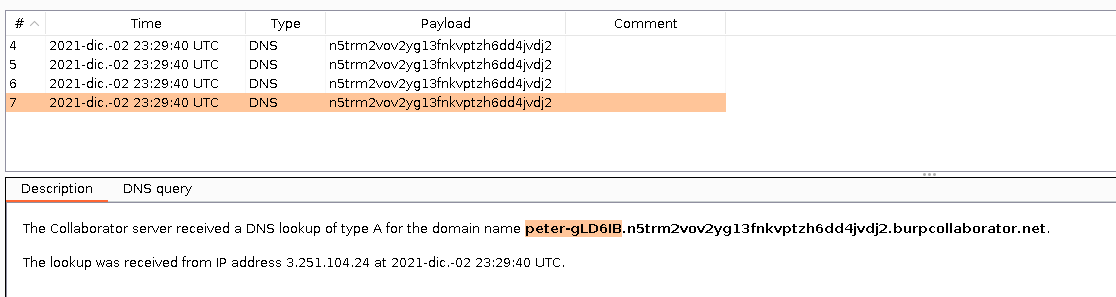 # Time Type Payload Comment
4 2021-dic.-02 23:29:40 UTC DNS n5trm2vov2yg13fnkvptzh6dd4jvdj2
5 2021-dic.-02 23:29:40 UTC DNS n5trm2vov2yg13fnkvptzh6dd4jvdj2
6 2021-dic.-02 23:29:40 UTC DNS n5trm2vov2yg13fnkvptzh6dd4jvdj2
7 2021-dic.-02 23:29:40 UTC DNS n5trm2vov2yg13fnkvptzh6dd4jvdj2
Description DNS query
The Collaborator server received a DNS lookup of type A for the domain name peter-gLD6IB.n5trm2vov2yg13fnkvptzh6dd4jvdj2.burpcollaborator.net.
The lookup was received from IP address 3.251.104.24 at 2021-dic.-02 23:29:40 UTC.